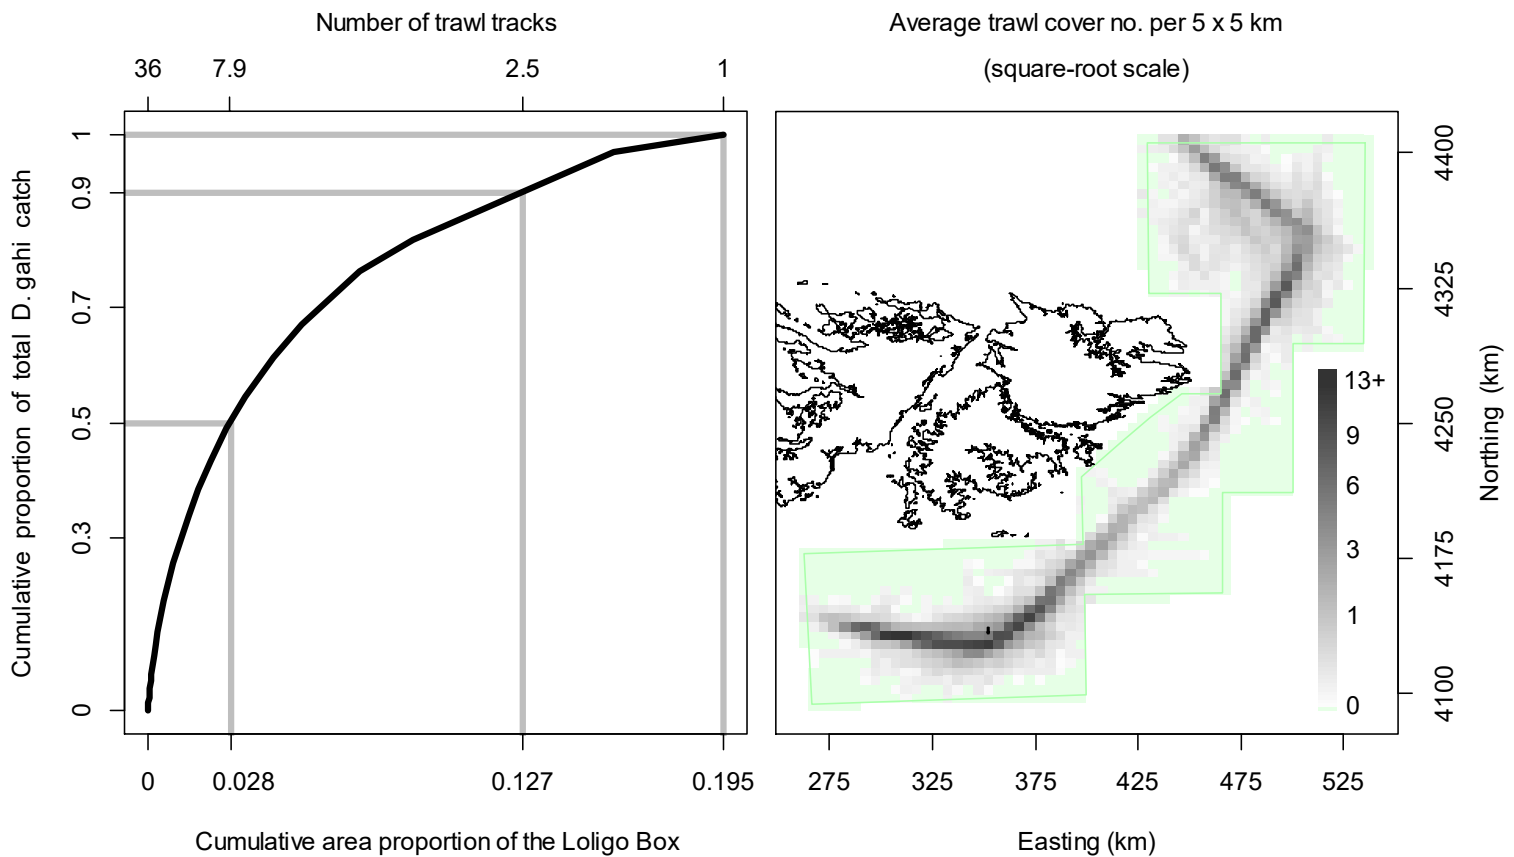 Number of trawl tracks
36 7.9 2.5 1
Cumulative proportion of total D. gahi catch
1
0.9
0.7
0.5
0.3
0
0 0.028 0.127 0.195
Cumulative area proportion of the Loligo Box
Average trawl cover no. per 5 x 5 km
(square-root scale)
13+
9
6
3
1
0
4400
4325
4250
4175
4100
Northing (km)
275 325 375 425 475 525
Easting (km)